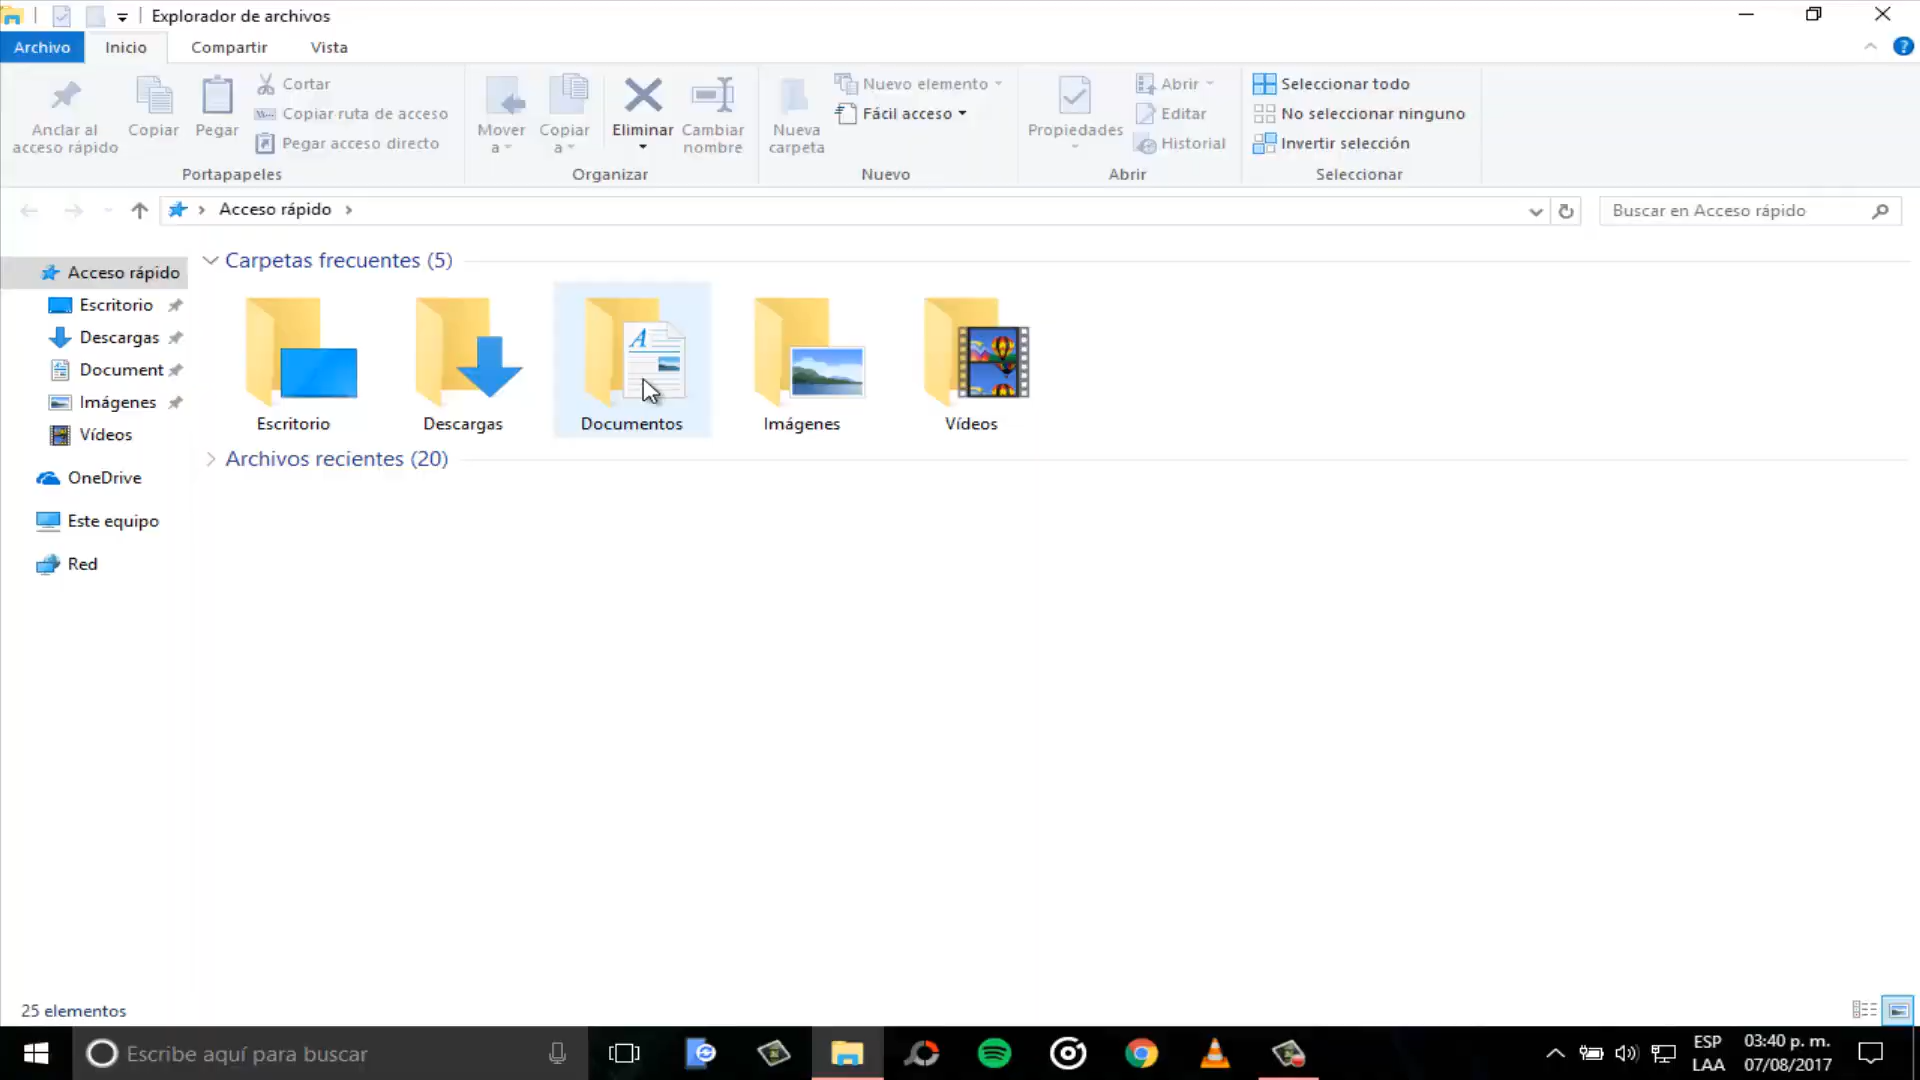 Explorador de archivos
Archivo Inicio Compartir Vista
Anclar al acceso rápido
Copiar
Pegar
Cortar
Copiar ruta de acceso
Pegar acceso directo
Portapapeles
Mover a
Copiar a
Eliminar
Cambiar nombre
Organizar
Nueva carpeta
Nuevo elemento
Fácil acceso
Nuevo
Propiedades
Abrir
Editar
Historial
Abrir
Seleccionar todo
No seleccionar ninguno
Invertir selección
Seleccionar
Acceso rápido
Buscar en Acceso rápido
Acceso rápido
Escritorio
Descargas
Document
Imágenes
Vídeos
OneDrive
Este equipo
Red
Carpetas frecuentes (5)
Escritorio
Descargas
A
Documentos
Imágenes
Vídeos
Archivos recientes (20)
25 elementos
Escribe aquí para buscar
ESP
LAA
03:40 p. m.
07/08/2017